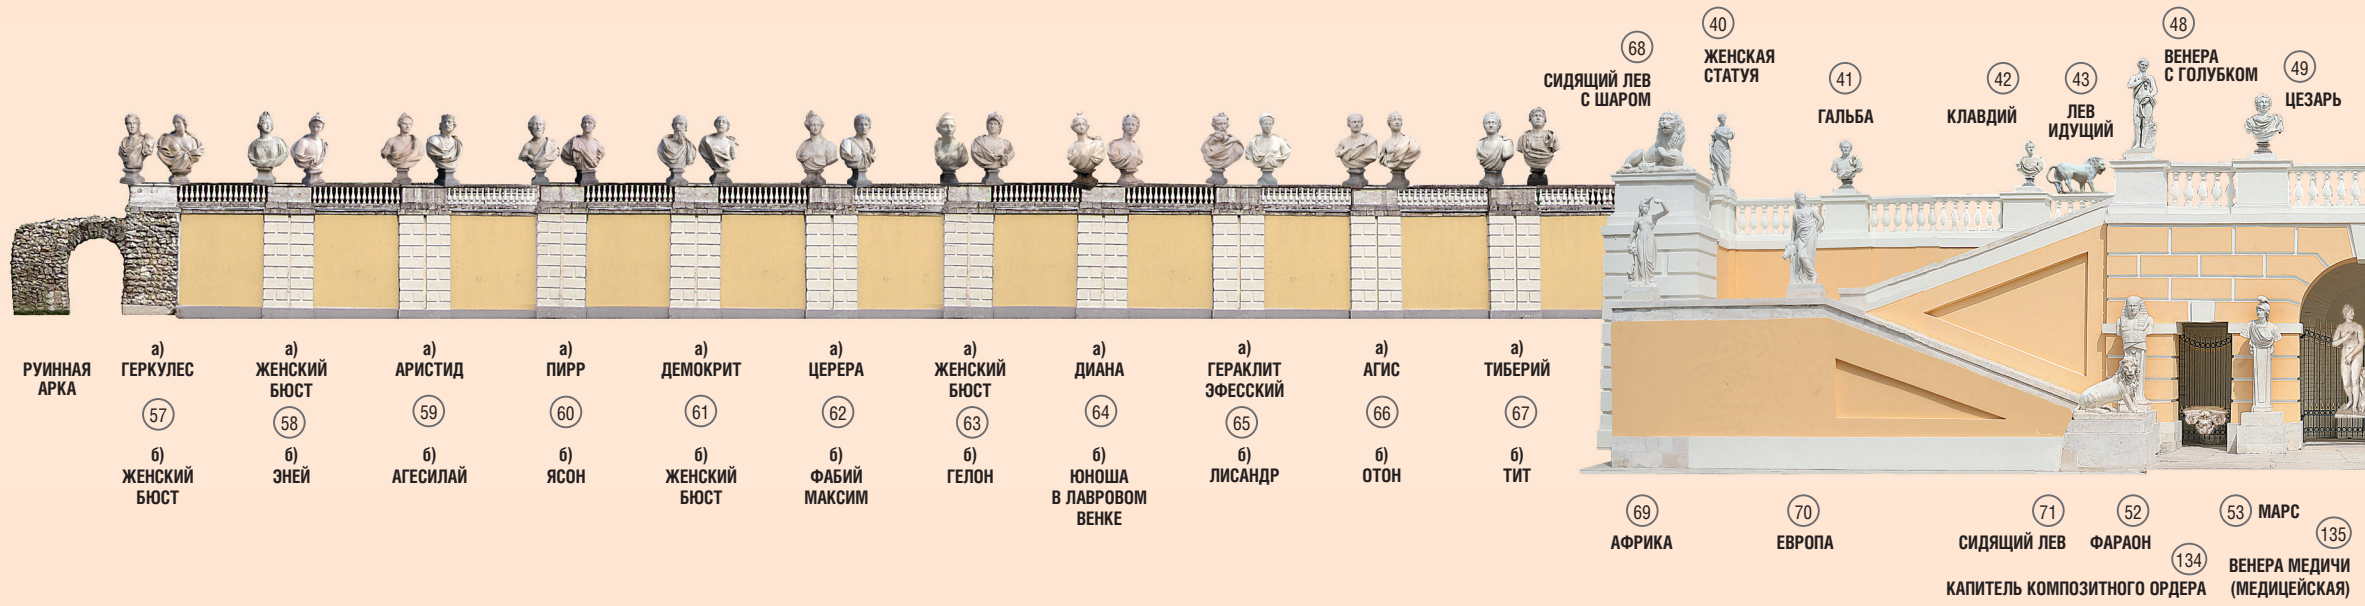 68
СИДЯЩИЙ ЛЕВ
С ШАРОМ
40
ЖЕНСКАЯ
СТАТУЯ
41
ГАЛЬБА
42
КЛАВДИЙ
43
ЛЕВ
ИДУЩИЙ
48
ВЕНЕРА
С ГОЛУБКОМ
49
ЦЕЗАРЬ
РУИННАЯ
АРКА
а)
ГЕРКУЛЕС
57
б)
ЖЕНСКИЙ
БЮСТ
а)
ЖЕНСКИЙ
БЮСТ
58
б)
ЭНЕЙ
а)
АРИСТИД
59
б)
АГЕСИЛАЙ
а)
ПИРР
60
б)
ЯСОН
а)
ДЕМОКРИТ
61
б)
ЖЕНСКИЙ
БЮСТ
а)
ЦЕРЕРА
62
б)
ФАБИЙ
МАКСИМ
а)
ЖЕНСКИЙ
БЮСТ
63
б)
ГЕЛОН
а)
ДИАНА
64
б)
ЮНОША
В ЛАВРОВОМ
ВЕНКЕ
а)
ГЕРАКЛИТ
ЭФЕССКИЙ
65
б)
ЛИСАНДР
а)
АГИС
66
б)
ОТОН
а)
ТИБЕРИЙ
67
б)
ТИТ
69
АФРИКА
70
ЕВРОПА
71
СИДЯЩИЙ ЛЕВ
52
ФАРАОН
53 МАРС
134
КАПИТЕЛЬ КОМПОЗИТНОГО ОРДЕРА
135
ВЕНЕРА МЕДИЧИ
(МЕДИЦЕЙСКАЯ)